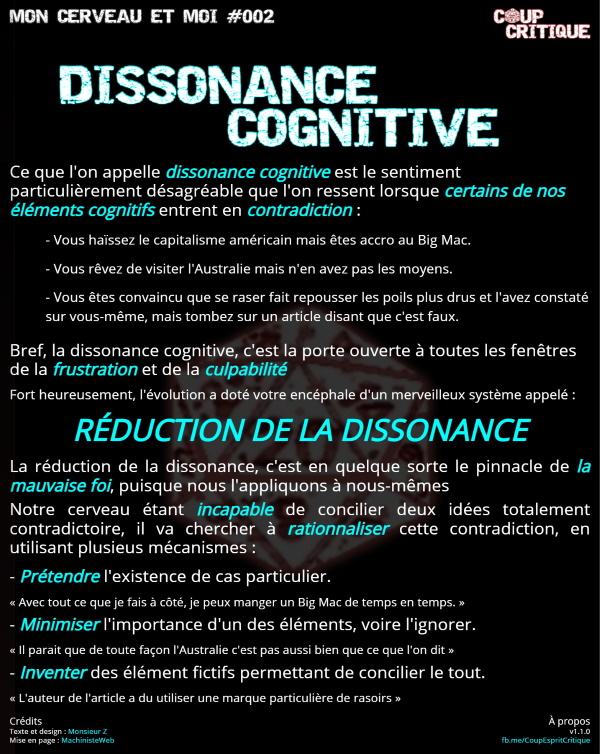 MON CERVEAU ET MOI #002
COUP
CRITIQUE
DISSONANCE
COGNITIVE
Ce que l'on appelle dissonance cognitive est le sentiment
particulièrement désagréable que l'on ressent lorsque certains de nos
éléments cognitifs entrent en contradiction :
- Vous haïssez le capitalisme américain mais êtes accro au Big Mac.
- Vous rêvez de visiter l'Australie mais n'en avez pas les moyens.
- Vous êtes convaincu que se raser fait repousser les poils plus drus et l'avez constaté
sur vous-même, mais tombez sur un article disant que c'est faux.
Bref, la dissonance cognitive, c'est la porte ouverte à toutes les fenêtres
de la frustration et de la culpabilité
Fort heureusement, l'évolution a doté votre encéphale d'un merveilleux système appelé :
RÉDUCTION DE LA DISSONANCE
La réduction de la dissonance, c'est en quelque sorte le pinnacle de la
mauvaise foi, puisque nous l'appliquons à nous-mêmes
Notre cerveau étant incapable de concilier deux idées totalement
contradictoire, il va chercher à rationnaliser cette contradiction, en
utilisant plusieus mécanismes :
- Prétendre l'existence de cas particulier.
« Avec tout ce que je fais à côté, je peux manger un Big Mac de temps en temps. »
- Minimiser l'importance d'un des éléments, voire l'ignorer.
« Il parait que de toute façon l'Australie c'est pas aussi bien que ce que l'on dit »
- Inventer des élément fictifs permettant de concilier le tout.
« L'auteur de l'article a du utiliser une marque particulière de rasoirs »
Crédits
Texte et design : Monsieur Z
Mise en page : MachinisteWeb
À propos
v1.1.0
fb.me/CoupEspritCritique